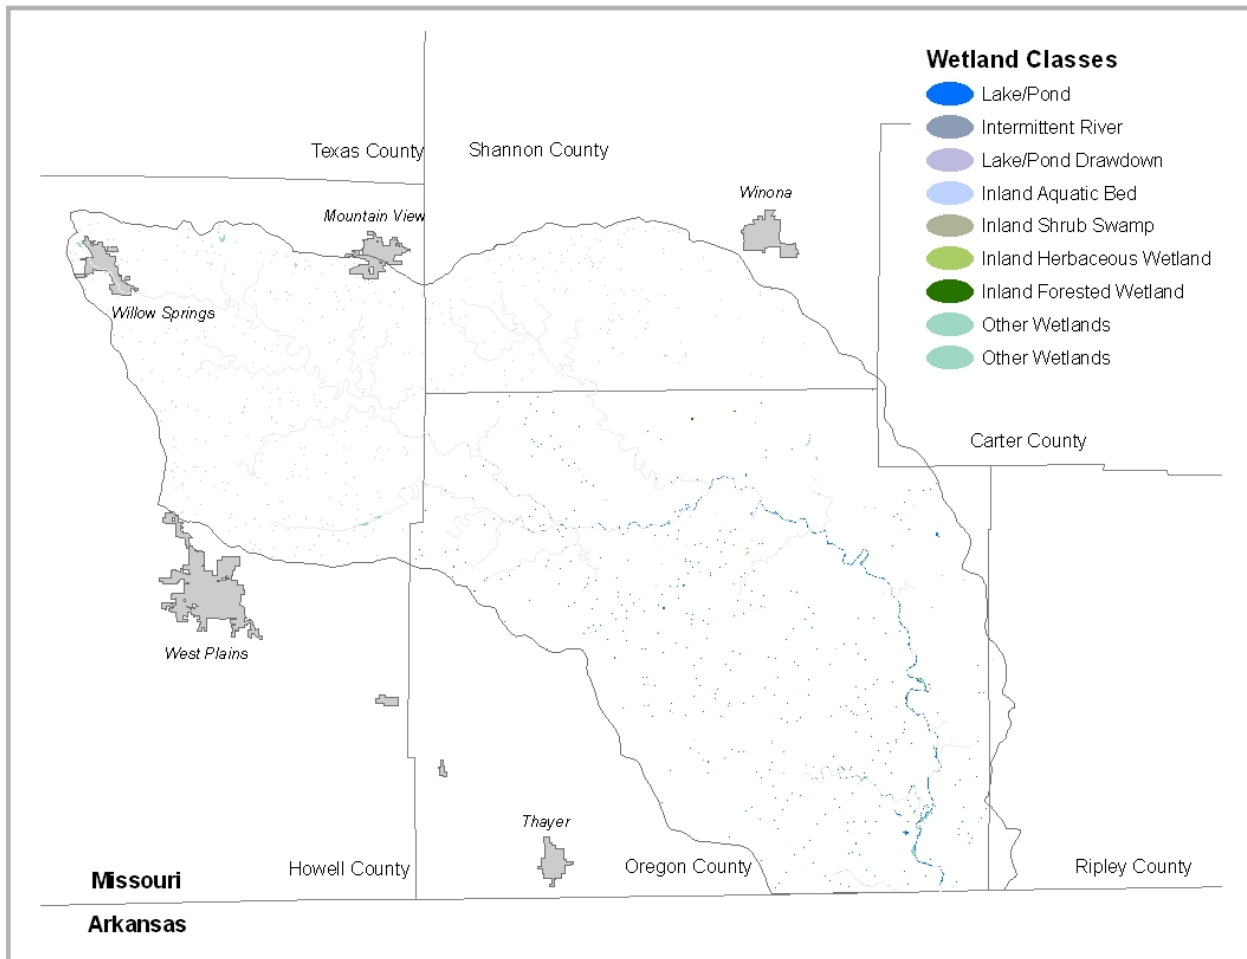 Wetland Classes
Lake/Pond
Intermittent River
Lake/Pond Drawdown
Inland Aquatic Bed
Inland Shrub Swamp
Inland Herbaceous Wetland
Inland Forested Wetland
Other Wetlands
Other Wetlands
Texas County
Shannon County
Winona
Mountain View
Willow Springs
Carter County
West Plains
Thayer
Howell County
Oregon County
Ripley County
Missouri
Arkansas